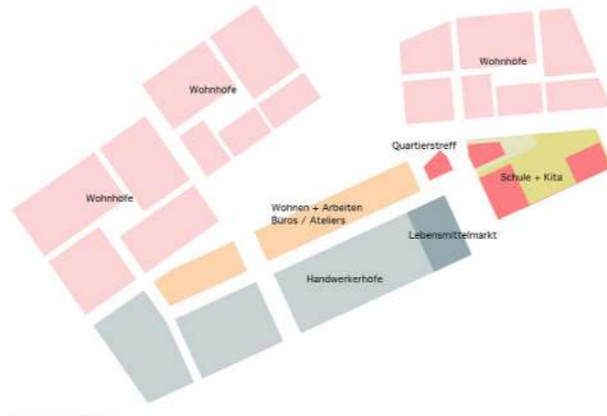 Wohnhöfe
Wohnhöfe
Quartierstreff
Schule + Kita
Wohnhöfe
Wohnen + Arbeiten
Büros / Ateliers
Lebensmittelmarkt
Handwerkerhöfe